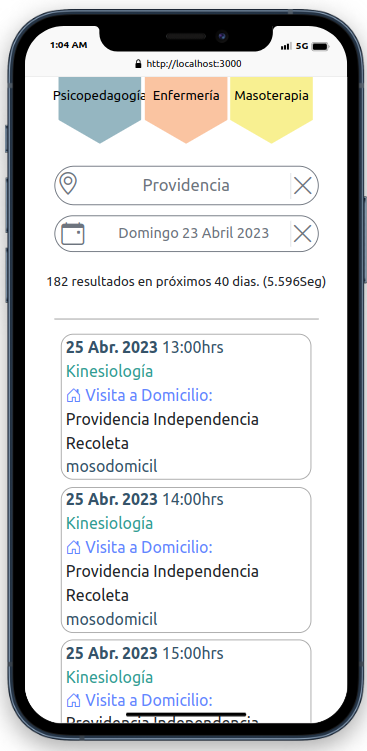 1:04 AM 5G
http://localhost:3000
Psicopedagogía Enfermería Masoterapia
Providencia
Domingo 23 Abril 2023
182 resultados en próximos 40 dias. (5.596Seg)
25 Abr. 2023 13:00hrs
Kinesiología
Visita a Domicilio:
Providencia Independencia
Recoleta
mosodomicil
25 Abr. 2023 14:00hrs
Kinesiología
Visita a Domicilio:
Providencia Independencia
Recoleta
mosodomicil
25 Abr. 2023 15:00hrs
Kinesiología
Visita a Domicilio:
Providencia Independencia